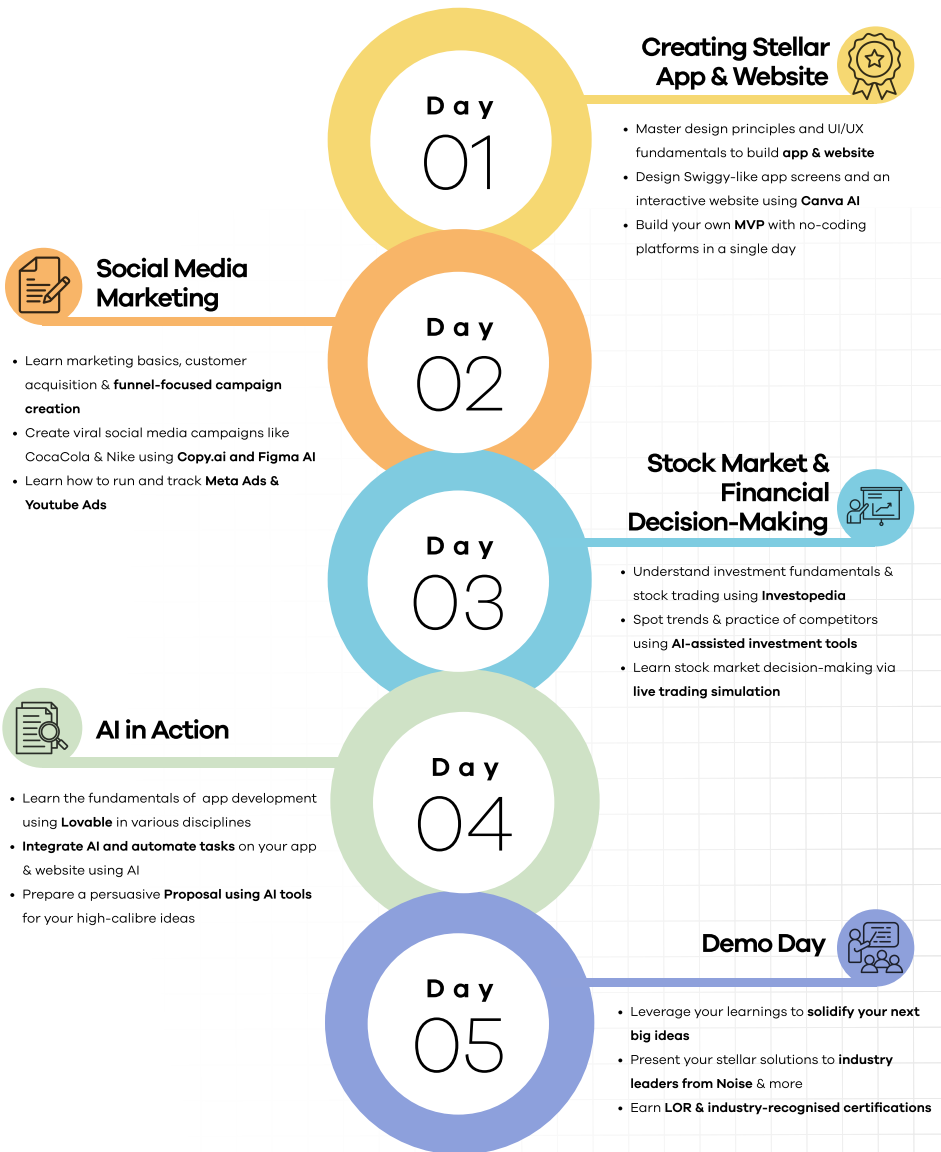 Day
01
Creating Stellar
App & Website
• Master design principles and UI/UX
fundamentals to build app & website
• Design Swiggy-like app screens and an
interactive website using Canva AI
• Build your own MVP with no-coding
platforms in a single day
Social Media
Marketing
Day
02
• Learn marketing basics, customer
acquisition & funnel-focused campaign
creation
• Create viral social media campaigns like
CocaCola & Nike using Copy.ai and Figma AI
• Learn how to run and track Meta Ads &
Youtube Ads
Day
03
Stock Market &
Financial
Decision-Making
• Understand investment fundamentals &
stock trading using Investopedia
• Spot trends & practice of competitors
using AI-assisted investment tools
• Learn stock market decision-making via
live trading simulation
AI in Action
Day
04
• Learn the fundamentals of  app development
using Lovable in various disciplines
• Integrate AI and automate tasks on your app
& website using AI
• Prepare a persuasive Proposal using AI tools
for your high-calibre ideas
Day
05
Demo Day
• Leverage your learnings to solidify your next
big ideas
• Present your stellar solutions to industry
leaders from Noise & more
• Earn LOR & industry-recognised certifications